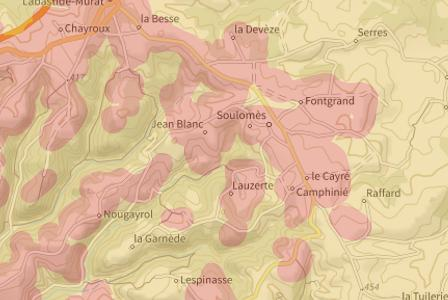 Labastide-Murat
la Besse
Chayroux
la Devèze
Serres
417
Fontgrand
Soulomès
Jean Blanc
le Cayré
Lauzerte
Camphinié
Raffard
Nougayrol
la Garnède
Lespinasse
454
la Tuilerie